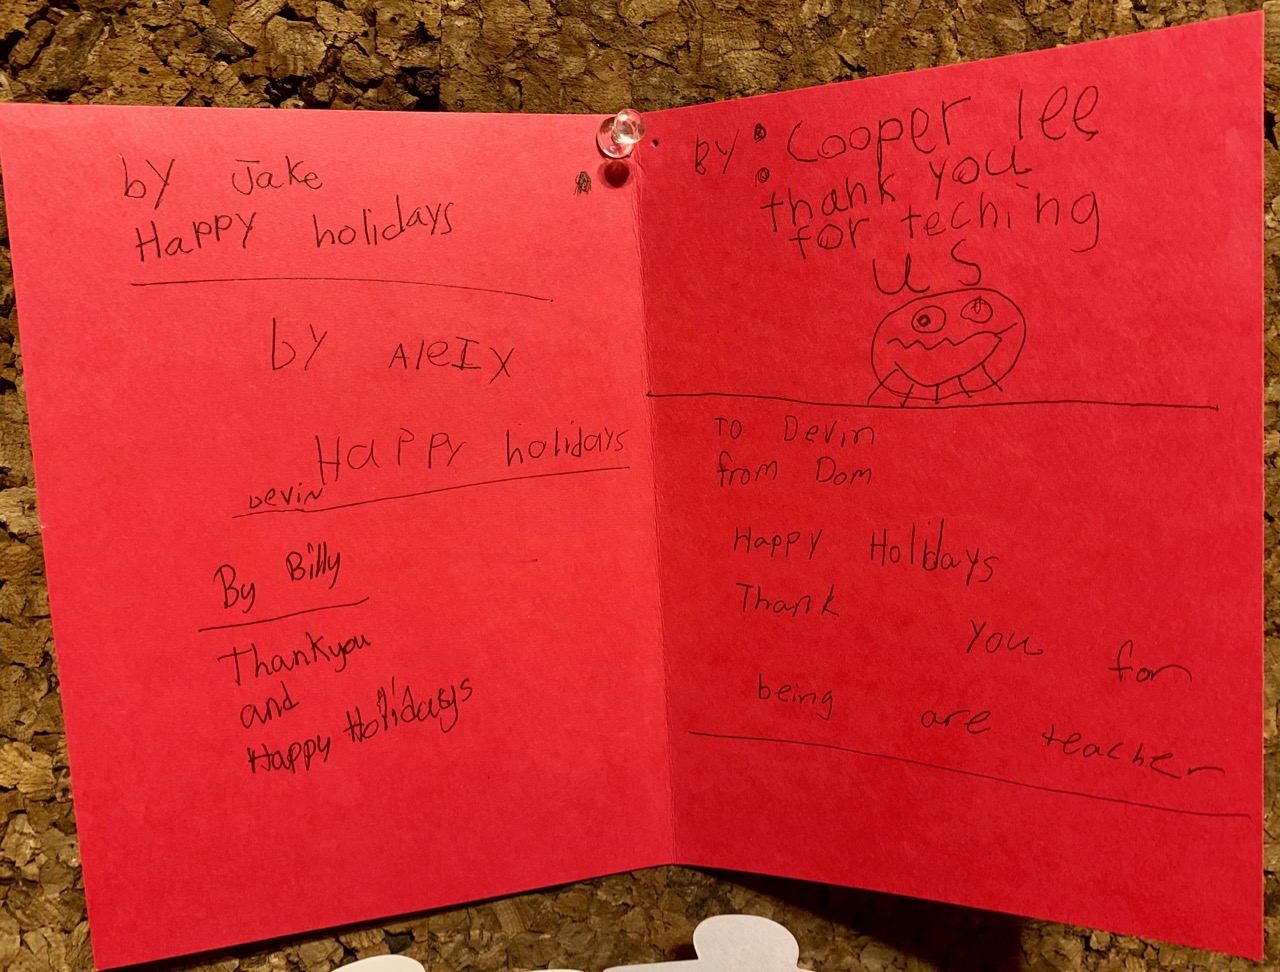 by Jake
Happy holidays
by AleIx
Happy holidays
Devin
By Billy
Thankyou
and
Happy Holidays
By: Cooper lee
thank you
for teching
us
To Devin
from Dom
Happy Holidays
Thank you for
being are teacher